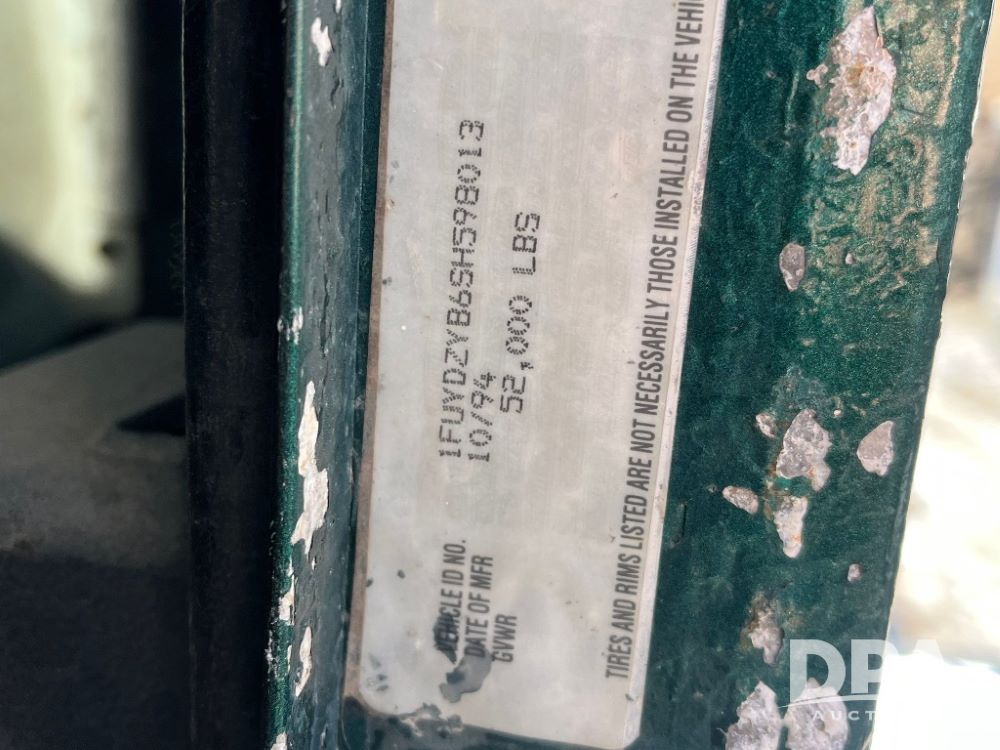 VEHICLE ID NO. 1FUYDZYB6SH598013
DATE OF MFR 10/94
GVWR 52,000 LBS
TIRES AND RIMS LISTED ARE NOT NECESSARILY THOSE INSTALLED ON THE VEHI
DPA
AUCT